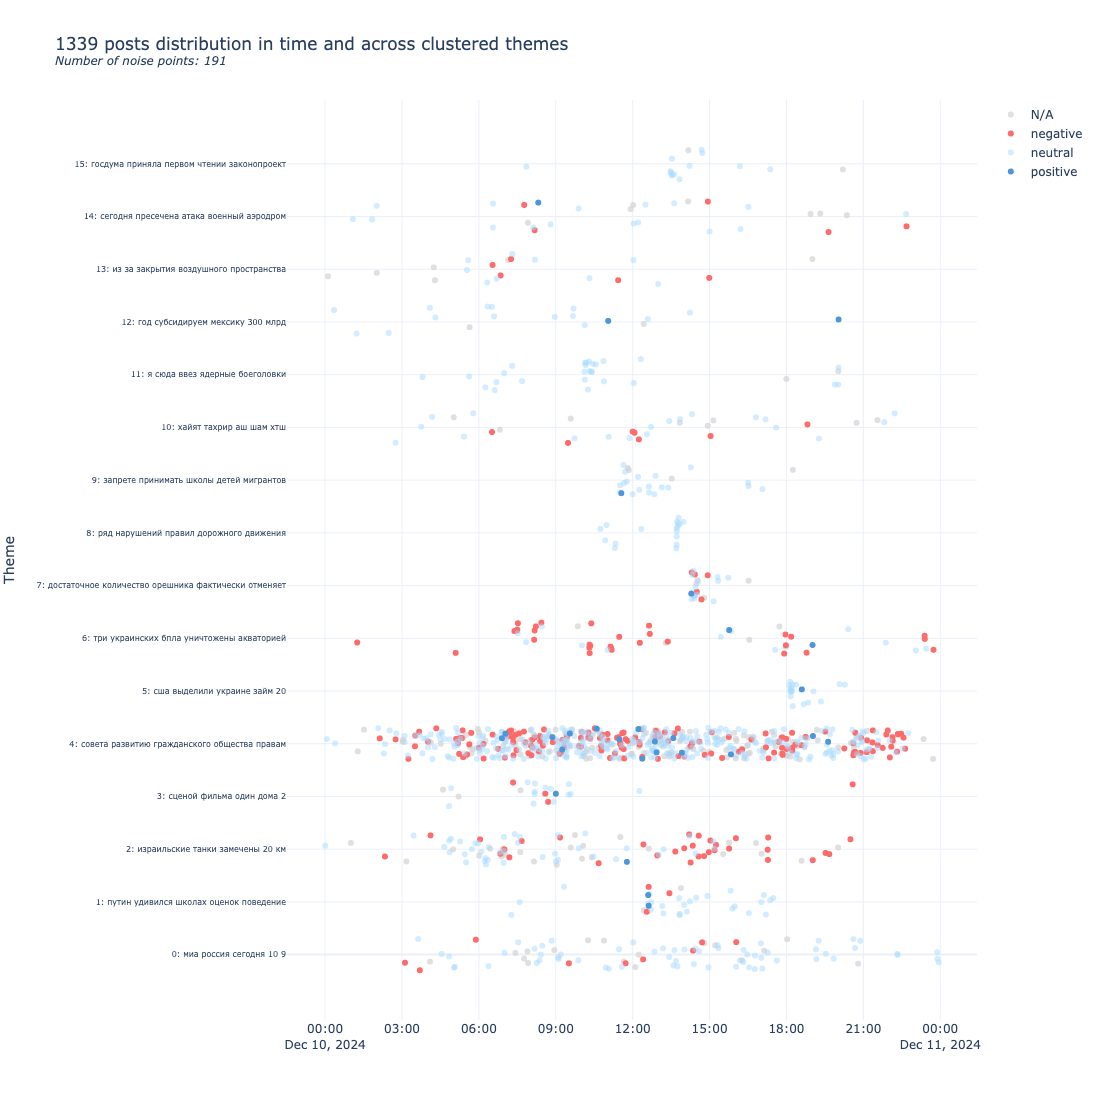 1339 posts distribution in time and across clustered themes
Number of noise points: 191
N/A
negative
neutral
positive
Theme
15: госдума приняла первом чтении законопроект
14: сегодня пресечена атака военный аэродром
13: из за закрытия воздушного пространства
12: год субсидируем мексику 300 млрд
11: я сюда ввез ядерные боеголовки
10: хайят тахрир аш шам хтш
9: запрете принимать школы детей мигрантов
8: ряд нарушений правил дорожного движения
7: достаточное количество орешника фактически отменяет
6: три украинских бпла уничтожены акваторией
5: сша выделили украине займ 20
4: совета развитию гражданского общества правам
3: сценой фильма один дома 2
2: израильские танки замечены 20 км
1: путин удивился школах оценок поведение
0: миа россия сегодня 10 9
00:00 03:00 06:00 09:00 12:00 15:00 18:00 21:00 00:00
Dec 10, 2024 Dec 11, 2024